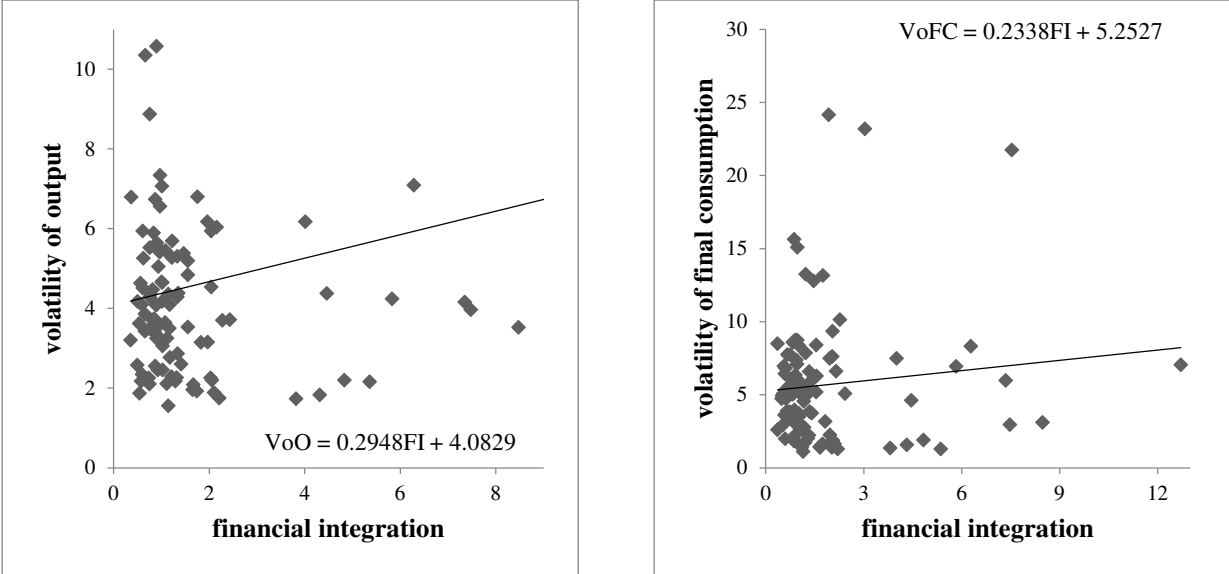 10
8
6
4
2
0
volatility of output
VoO = 0.2948FI + 4.0829
0 2 4 6 8
financial integration
VoFC = 0.2338FI + 5.2527
30
25
20
15
10
5
0
volatility of final consumption
0 3 6 9 12
financial integration